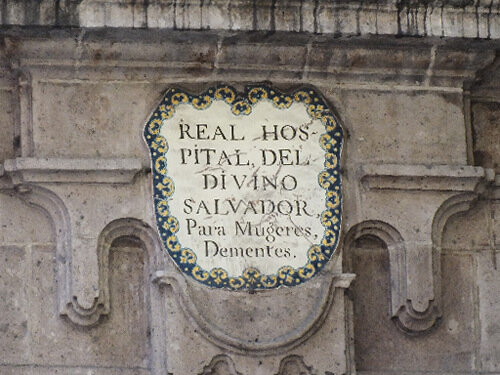 REAL HOS-
PITAL, DEL
DIVINO
SALVADOR,
Para Mugeres,
Dementes.